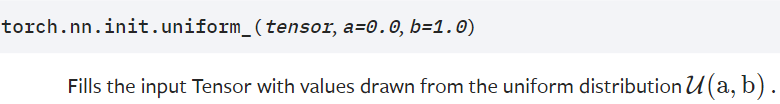 torch.nn.init.uniform_(tensor, a=0.0, b=1.0)
Fills the input Tensor with values drawn from the uniform distribution 𝒰(a, b) .